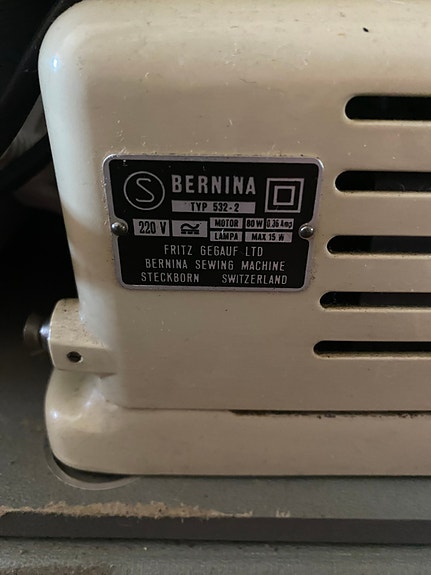 S BERNINA
TYP 532-2
220 V MOTOR 80 W 0,36 Amp
LAMPA MAX 15 W
FRITZ GEGAUF LTD
BERNINA SEWING MACHINE
STECKBORN SWITZERLAND